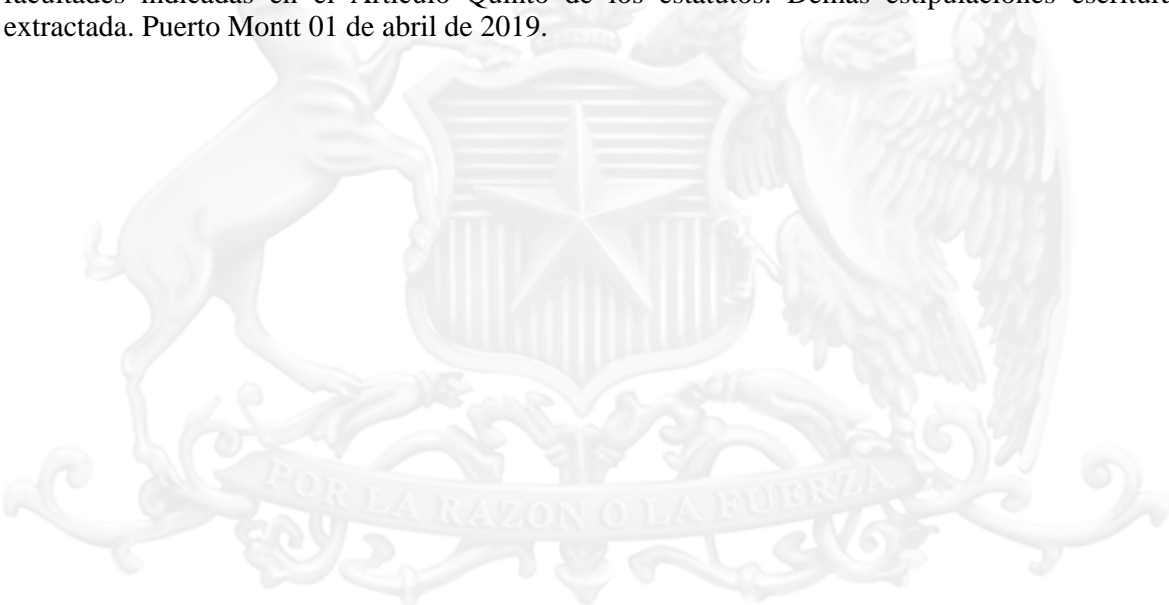 facultades indicadas en el Artículo Quinto de los estatutos. Demás estipulaciones escritura
extractada. Puerto Montt 01 de abril de 2019.
POR LA RAZON O LA FUERZA